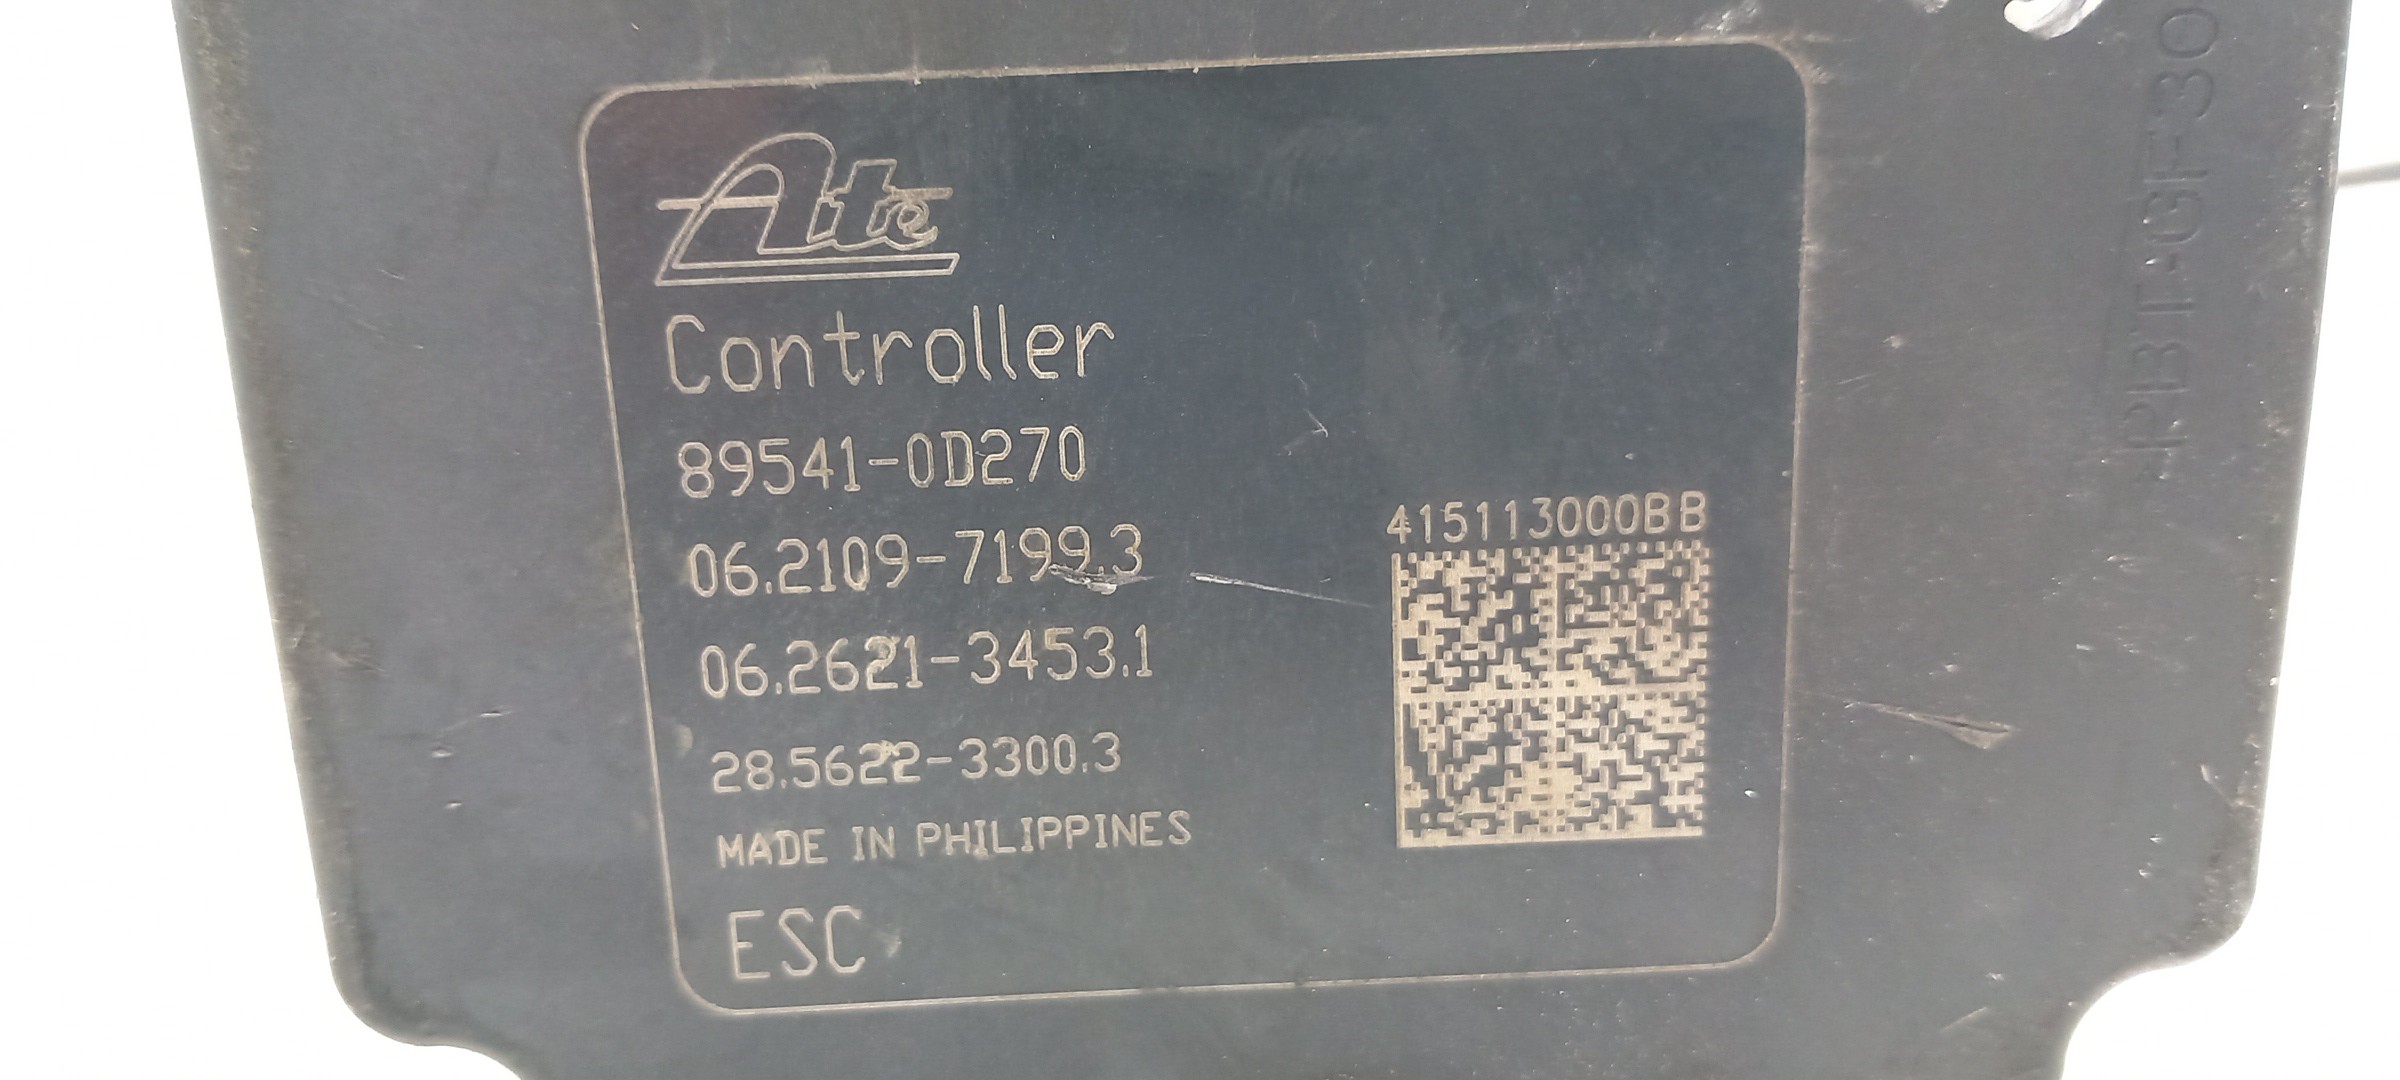 Ate
Controller
89541-0D270
06.2109-7199.3
06.2621-3453.1
28.5622-3300.3
MADE IN PHILIPPINES
ESC
415113000BB